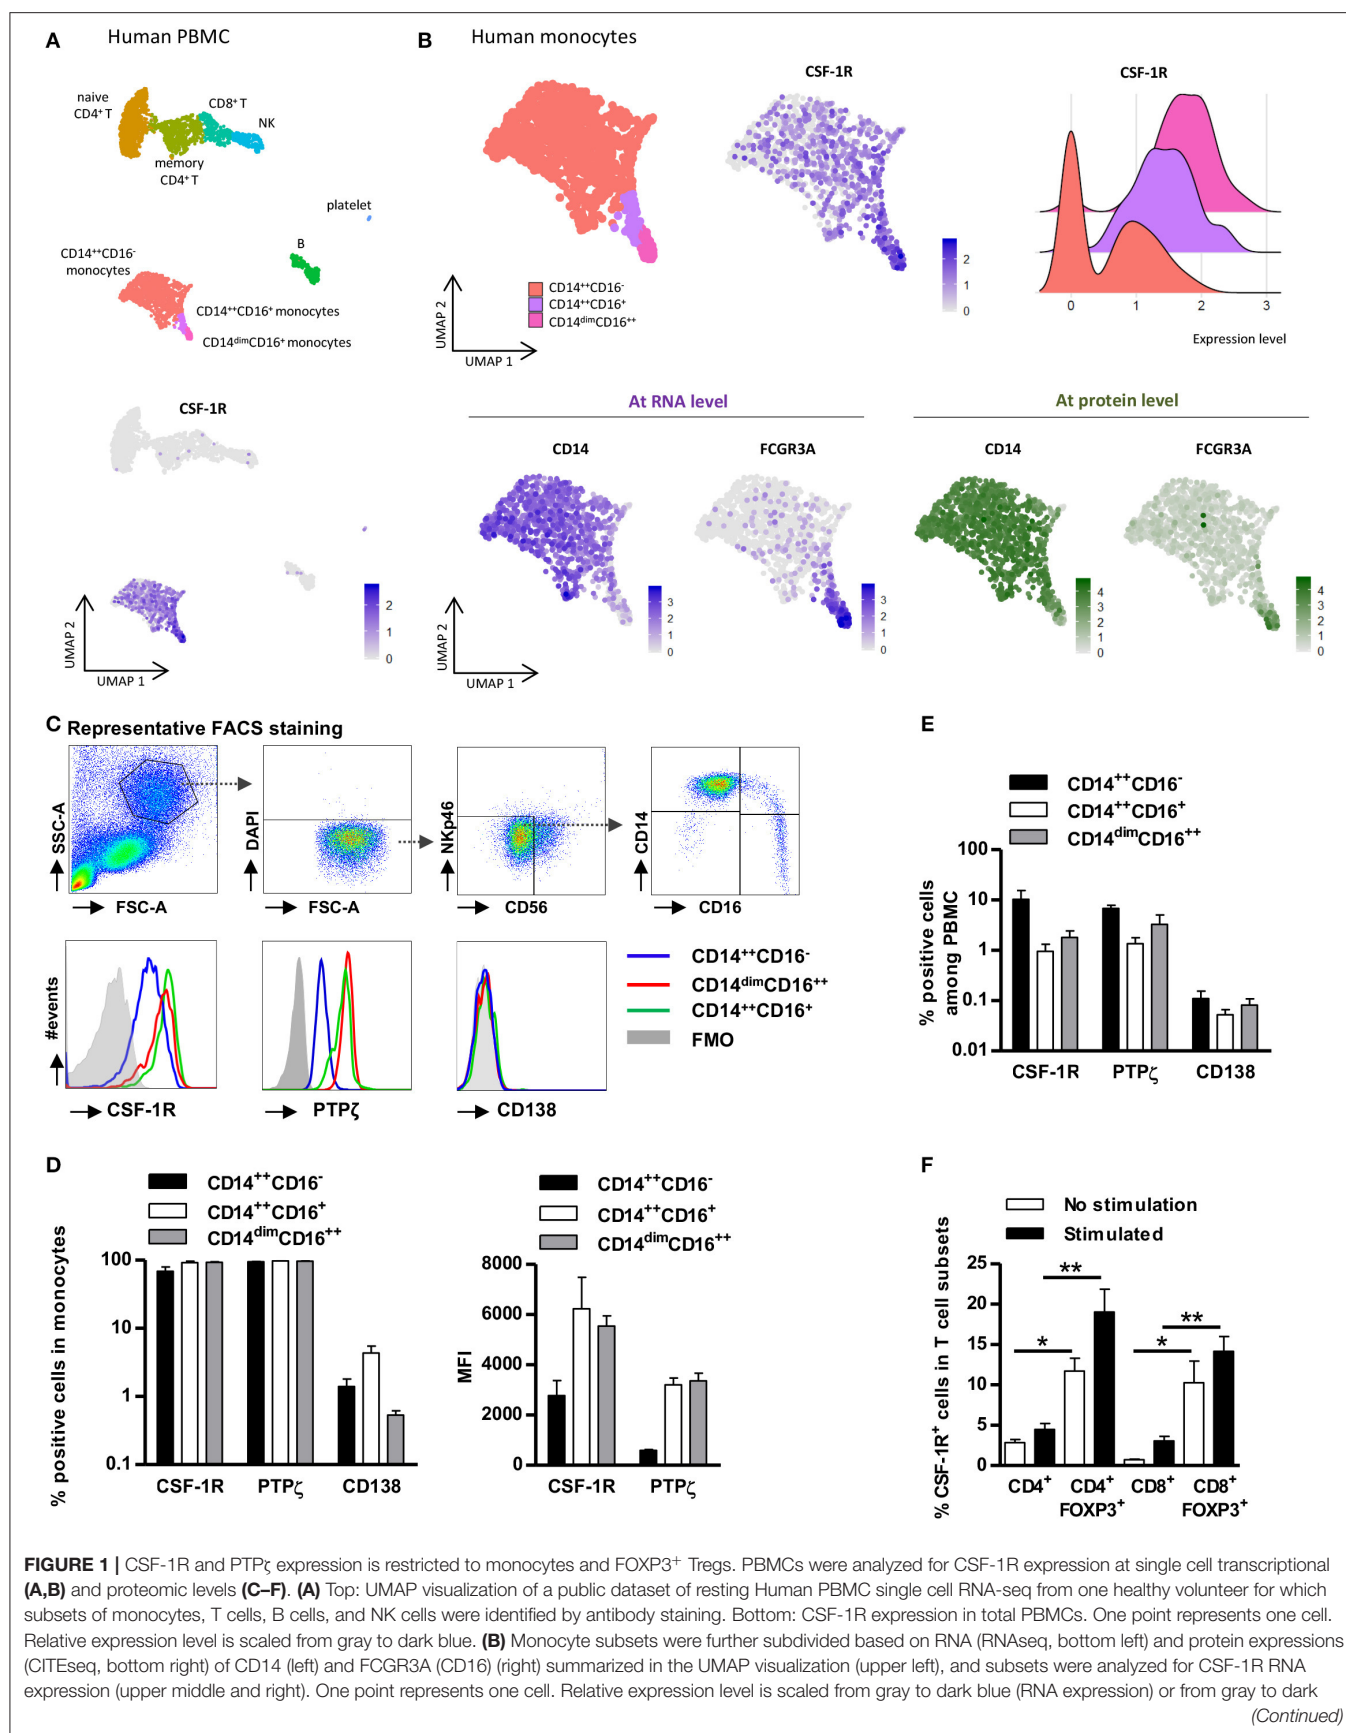 A Human PBMC
naive
CD4⁺ T
CD8⁺ T
NK
memory
CD4⁺ T
platelet
B
CD14⁺⁺CD16⁻
monocytes
CD14⁺⁺CD16⁺ monocytes
CD14ᵈⁱᵐCD16⁺ monocytes
CSF-1R
2
1
0
UMAP 2
UMAP 1
B Human monocytes
CD14⁺⁺CD16⁻
CD14⁺⁺CD16⁺
CD14ᵈⁱᵐCD16⁺⁺
UMAP 2
UMAP 1
CSF-1R
2
1
0
CSF-1R
0 1 2 3
Expression level
At RNA level
CD14
3
2
1
0
FCGR3A
3
2
1
0
UMAP 2
UMAP 1
At protein level
CD14
4
3
2
1
0
FCGR3A
4
3
2
1
0
C Representative FACS staining
SSC-A
FSC-A
DAPI
FSC-A
NKp46
CD56
CD14
CD16
#events
CSF-1R
PTPζ
CD138
CD14⁺⁺CD16⁻
CD14ᵈⁱᵐCD16⁺⁺
CD14⁺⁺CD16⁺
FMO
D
CD14⁺⁺CD16⁻
CD14⁺⁺CD16⁺
CD14ᵈⁱᵐCD16⁺⁺
% positive cells in monocytes
100
10
1
0.1
CSF-1R PTPζ CD138
CD14⁺⁺CD16⁻
CD14⁺⁺CD16⁺
CD14ᵈⁱᵐCD16⁺⁺
MFI
8000
6000
4000
2000
0
CSF-1R PTPζ
E
CD14⁺⁺CD16⁻
CD14⁺⁺CD16⁺
CD14ᵈⁱᵐCD16⁺⁺
% positive cells
among PBMC
100
10
1
0.1
0.01
CSF-1R PTPζ CD138
F
No stimulation
Stimulated
% CSF-1R⁺ cells in T cell subsets
25
20
15
10
5
0
**
*
**
*
CD4⁺ CD4⁺ CD8⁺ CD8⁺
FOXP3⁺ FOXP3⁺
FIGURE 1 | CSF-1R and PTPζ expression is restricted to monocytes and FOXP3⁺ Tregs. PBMCs were analyzed for CSF-1R expression at single cell transcriptional
(A,B) and proteomic levels (C–F). (A) Top: UMAP visualization of a public dataset of resting Human PBMC single cell RNA-seq from one healthy volunteer for which
subsets of monocytes, T cells, B cells, and NK cells were identified by antibody staining. Bottom: CSF-1R expression in total PBMCs. One point represents one cell.
Relative expression level is scaled from gray to dark blue. (B) Monocyte subsets were further subdivided based on RNA (RNAseq, bottom left) and protein expressions
(CITEseq, bottom right) of CD14 (left) and FCGR3A (CD16) (right) summarized in the UMAP visualization (upper left), and subsets were analyzed for CSF-1R RNA
expression (upper middle and right). One point represents one cell. Relative expression level is scaled from gray to dark blue (RNA expression) or from gray to dark
(Continued)